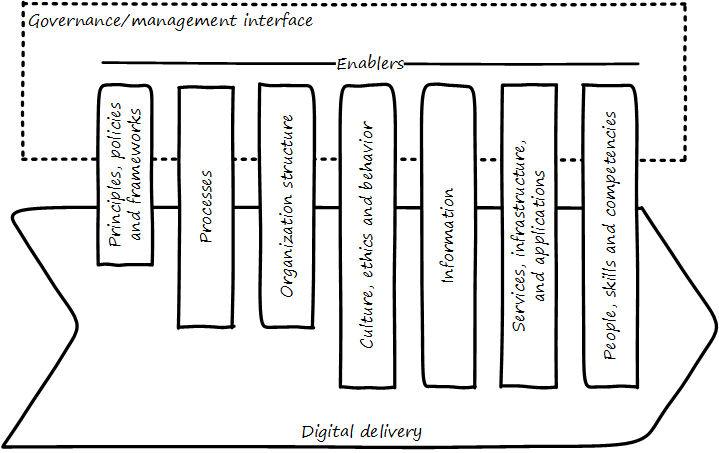 Governance/management interface
Enablers
Principles, policies
and frameworks
Processes
Organization structure
Culture, ethics and behavior
Information
Services, infrastructure,
and applications
People, skills and competencies
Digital delivery